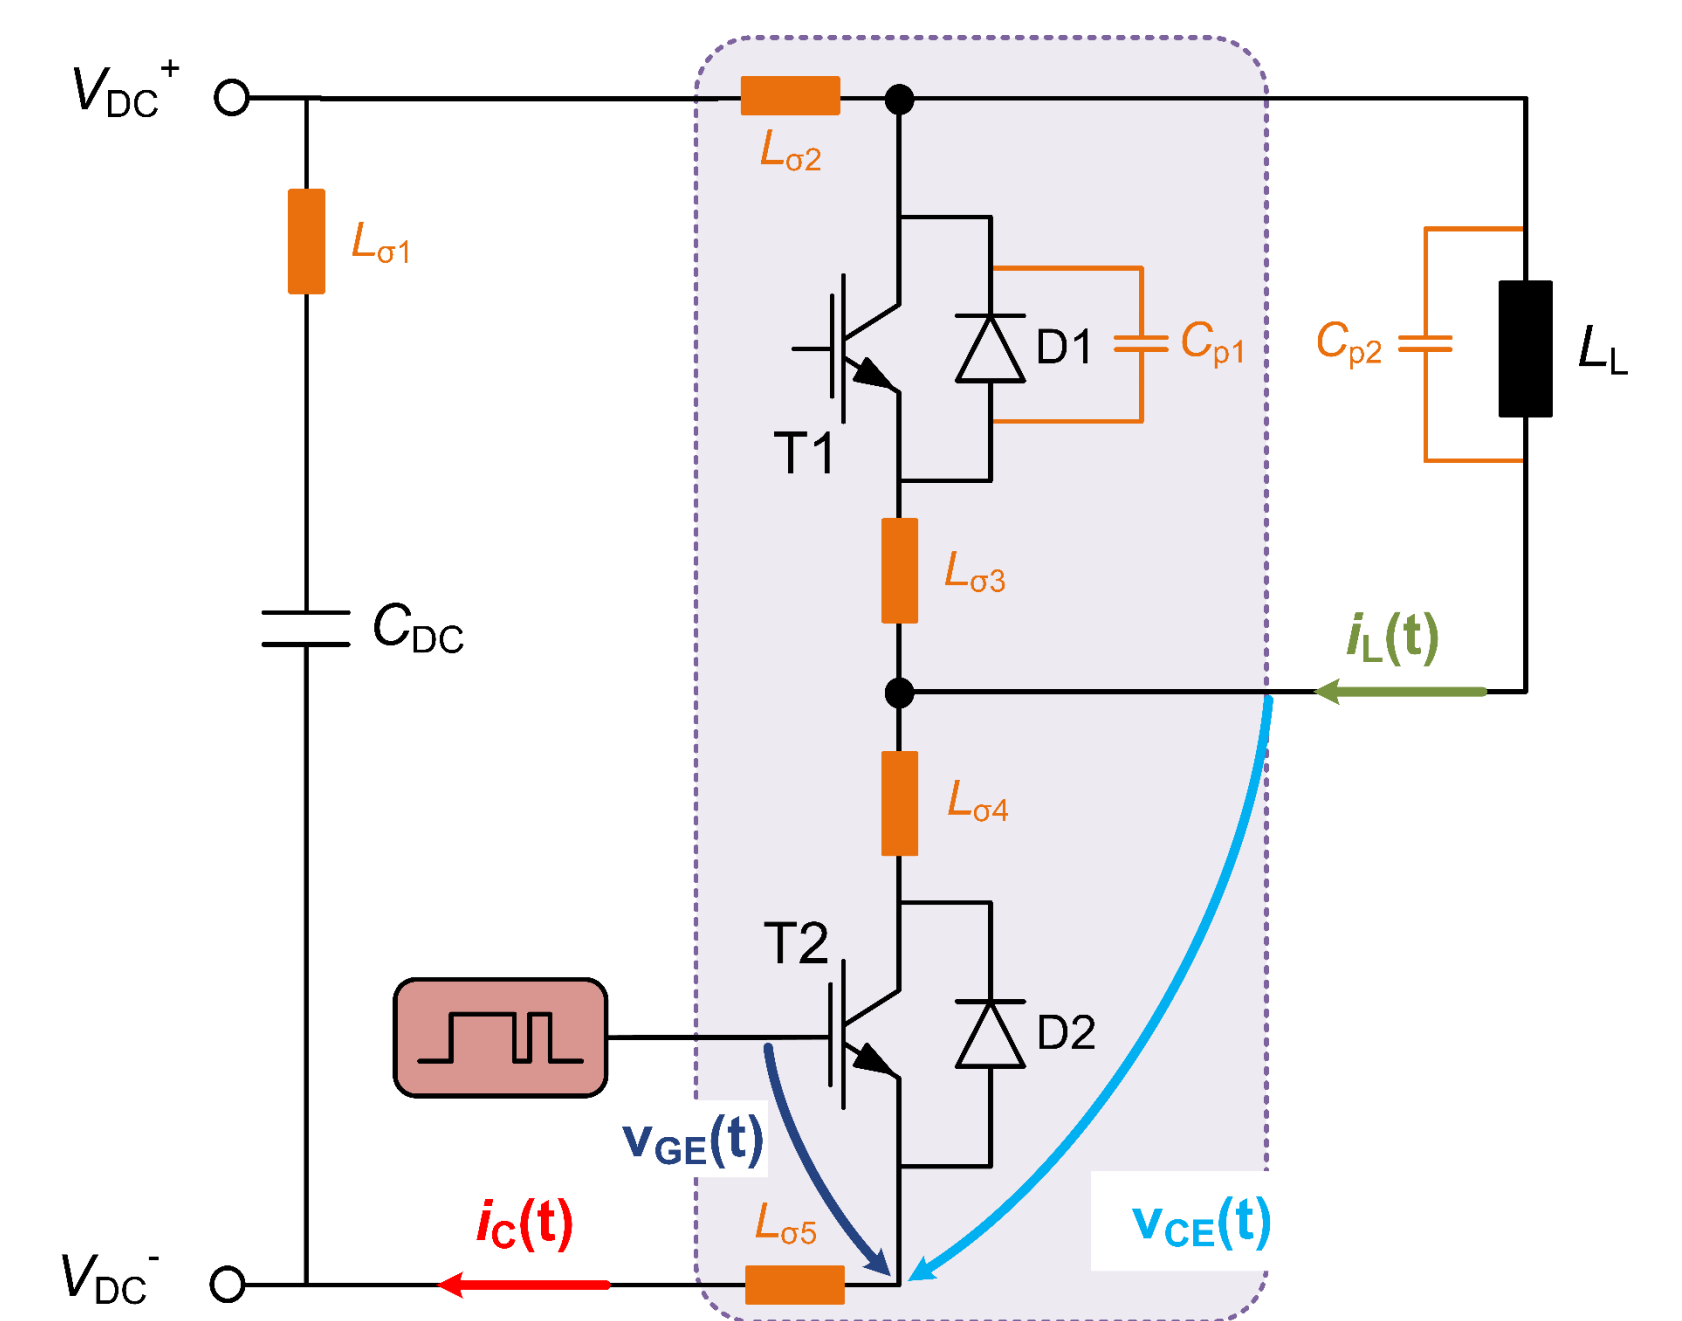 VDC+
Lσ2
Lσ1
D1
Cp1
Cp2
LL
T1
Lσ3
CDC
iL(t)
Lσ4
T2
D2
vGE(t)
iC(t)
Lσ5
vCE(t)
VDC-